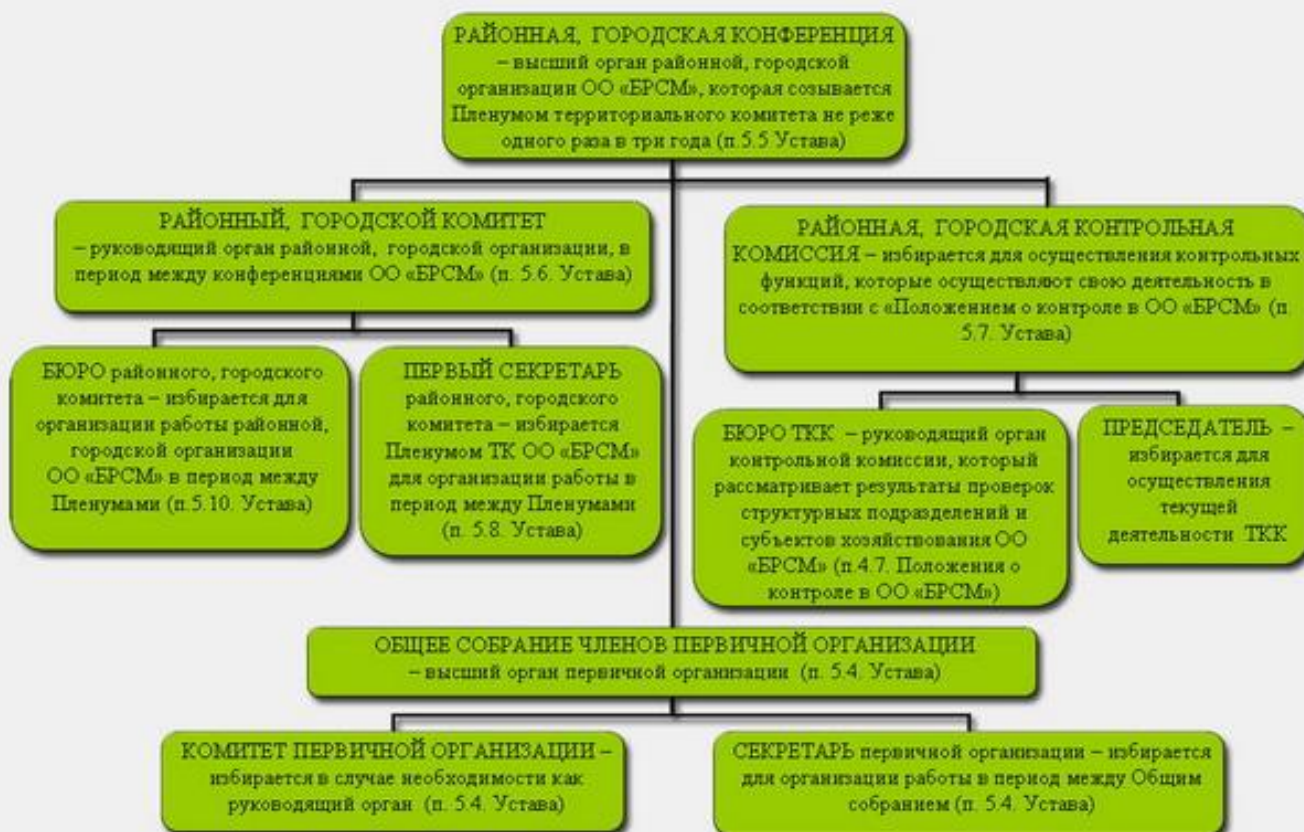 РАЙОННАЯ, ГОРОДСКАЯ КОНФЕРЕНЦИЯ
– высший орган районной, городской
организации ОО «БРСМ», которая созывается
Пленумом территориального комитета не реже
одного раза в три года (п.5.5 Устава)
РАЙОННЫЙ, ГОРОДСКОЙ КОМИТЕТ
– руководящий орган районной, городской организации, в
период между конференциями ОО «БРСМ» (п. 5.6. Устава)
РАЙОННАЯ, ГОРОДСКАЯ КОНТРОЛЬНАЯ
КОМИССИЯ – избирается для осуществления контрольных
функций, которые осуществляют свою деятельность в
соответствии с «Положением о контроле в ОО «БРСМ» (п.
5.7. Устава)
БЮРО районного, городского
комитета – избирается для
организации работы районной,
городской организации
ОО «БРСМ» в период между
Пленумами (п.5.10. Устава)
ПЕРВЫЙ СЕКРЕТАРЬ
районного, городского
комитета – избирается
Пленумом ТК ОО «БРСМ»
для организации работы в
период между Пленумами
(п. 5.8. Устава)
БЮРО ТКК – руководящий орган
контрольной комиссии, который
рассматривает результаты проверок
структурных подразделений и
субъектов хозяйствования ОО
«БРСМ» (п.4.7. Положения о
контроле в ОО «БРСМ»)
ПРЕДСЕДАТЕЛЬ –
избирается для
осуществления
текущей
деятельности ТКК
ОБЩЕЕ СОБРАНИЕ ЧЛЕНОВ ПЕРВИЧНОЙ ОРГАНИЗАЦИИ
– высший орган первичной организации (п. 5.4. Устава)
КОМИТЕТ ПЕРВИЧНОЙ ОРГАНИЗАЦИИ –
избирается в случае необходимости как
руководящий орган (п. 5.4. Устава)
СЕКРЕТАРЬ первичной организации – избирается
для организации работы в период между Общим
собранием (п. 5.4. Устава)